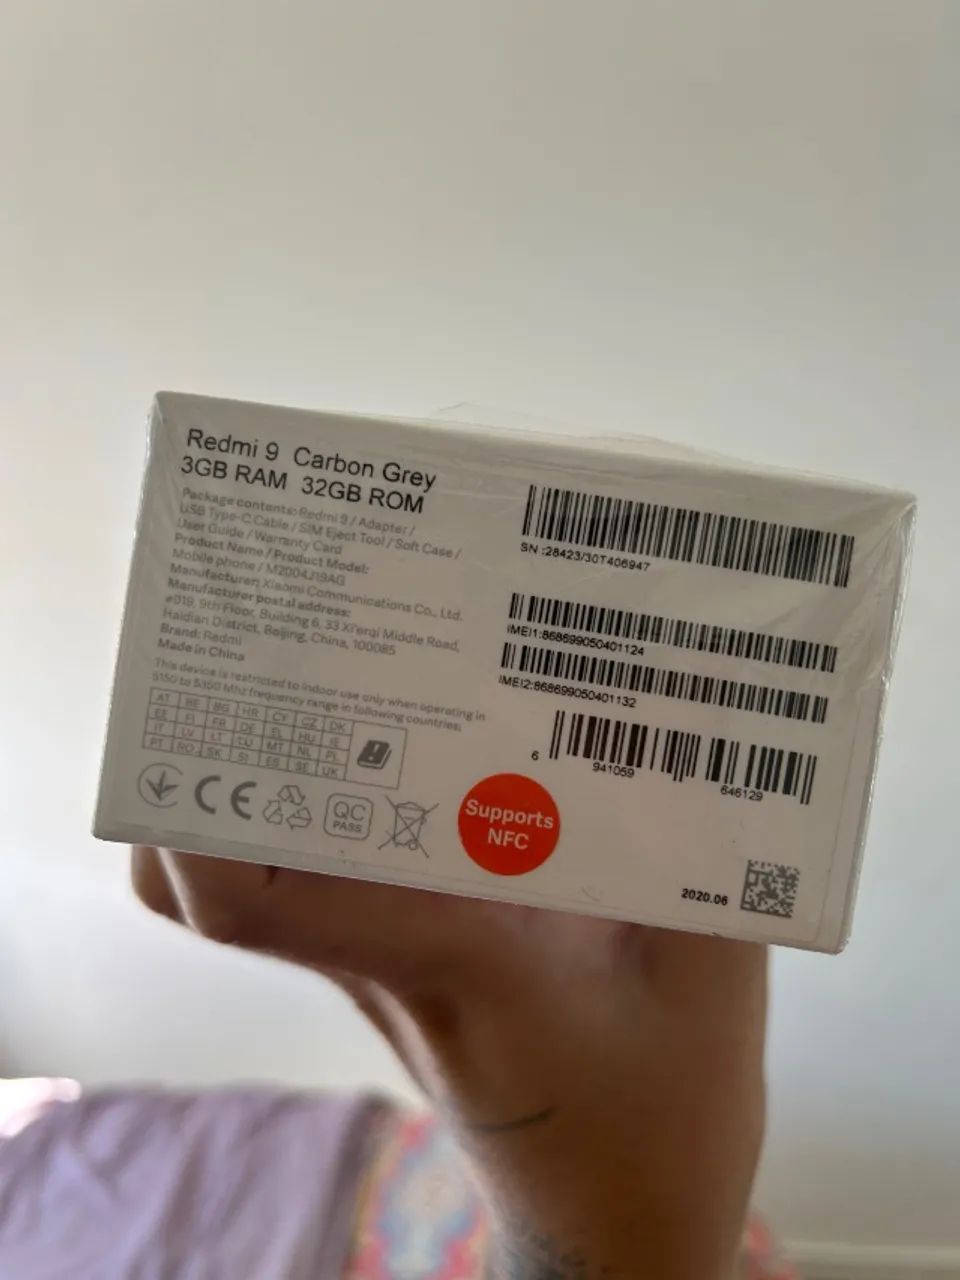 Redmi 9 Carbon Grey
3GB RAM 32GB ROM
Package contents: Redmi 9 / Adapter /
USB Type-C Cable / SIM Eject Tool / Soft Case /
User Guide / Warranty Card
Product Name / Product Model:
Mobile phone / M2004J19AG
Manufacturer: Xiaomi Communications Co., Ltd.
Manufacturer postal address:
#019, 9th Floor, Building 6, 33 Xi'erqi Middle Road,
Haidian District, Beijing, China, 100085
Brand: Redmi
Made in China
This device is restricted to indoor use only when operating in
5150 to 5350 Mhz frequency range in following countries:
AT BE BG HR CY CZ DK
EE FI FR DE EL HU IE
IT LV LT LU MT NL PL
PT RO SK SI ES SE UK
CE
QC
PASS
Supports
NFC
SN :28423/30T406947
IMEI1:868699050401124
IMEI2:868699050401132
6 941059 646129
2020.06